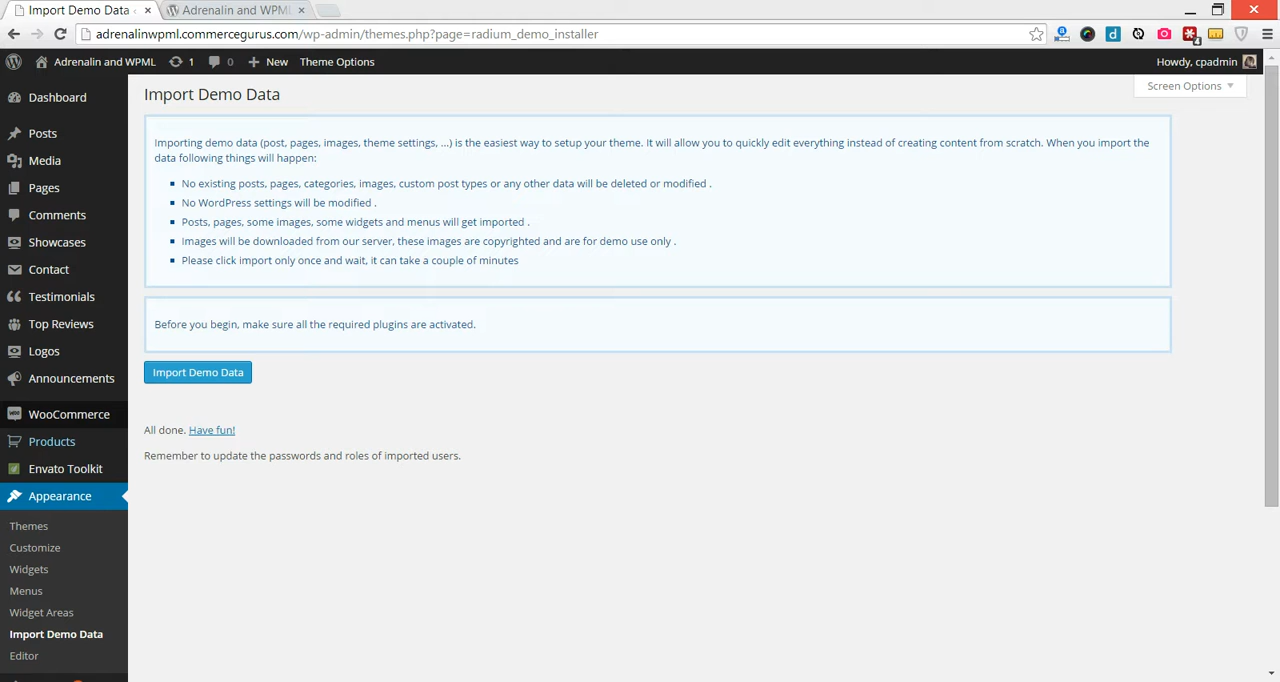 Import Demo Data
Adrenalin and WPML
adrenalinwpml.commercegurus.com/wp-admin/themes.php?page=radium_demo_installer
Adrenalin and WPML 1 0 New Theme Options Howdy, cpadmin
Screen Options
Dashboard
Posts
Media
Pages
Comments
Showcases
Contact
Testimonials
Top Reviews
Logos
Announcements
WooCommerce
Products
Envato Toolkit
Appearance
Themes
Customize
Widgets
Menus
Widget Areas
Import Demo Data
Editor
Import Demo Data
Importing demo data (post, pages, images, theme settings, ...) is the easiest way to setup your theme. It will allow you to quickly edit everything instead of creating content from scratch. When you import the
data following things will happen:
No existing posts, pages, categories, images, custom post types or any other data will be deleted or modified .
No WordPress settings will be modified .
Posts, pages, some images, some widgets and menus will get imported .
Images will be downloaded from our server, these images are copyrighted and are for demo use only .
Please click import only once and wait, it can take a couple of minutes
Before you begin, make sure all the required plugins are activated.
Import Demo Data
All done. Have fun!
Remember to update the passwords and roles of imported users.